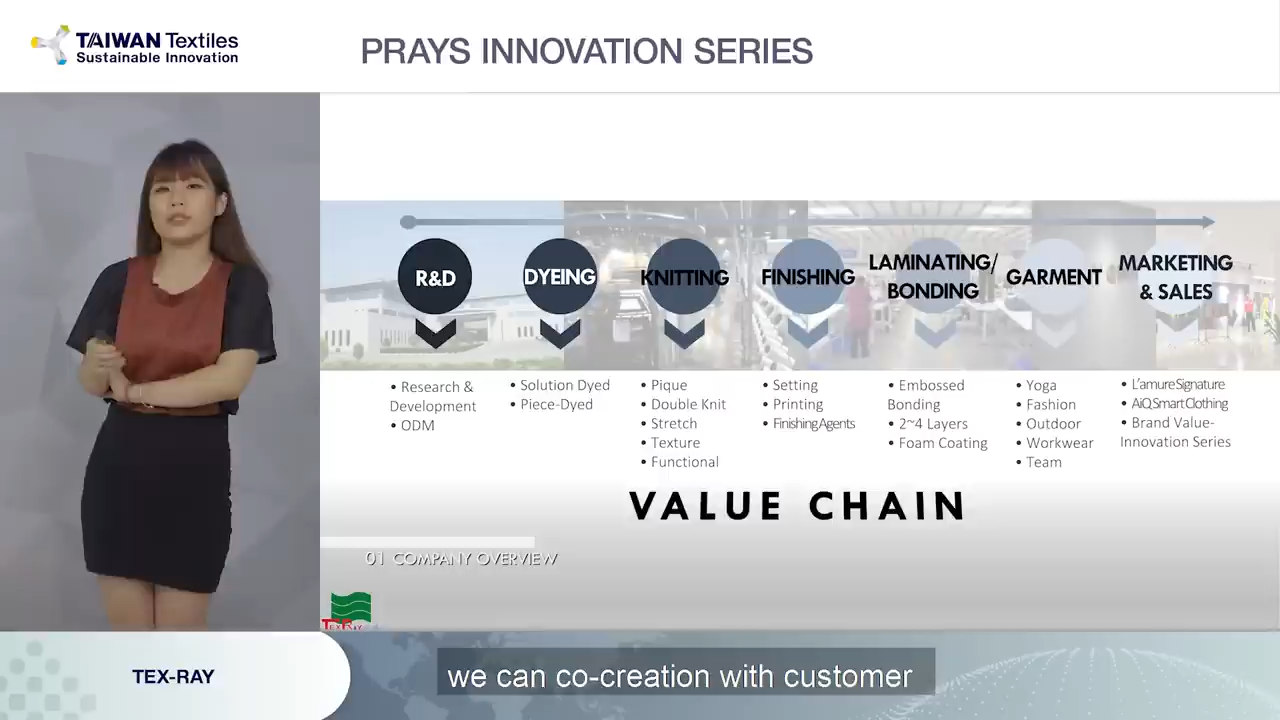 TAIWAN Textiles
Sustainable Innovation
PRAYS INNOVATION SERIES
R&D
DYEING
KNITTING
FINISHING
LAMINATING/
BONDING
GARMENT
MARKETING
& SALES
• Research &
Development
• ODM
• Solution Dyed
• Piece-Dyed
• Pique
• Double Knit
• Stretch
• Texture
• Functional
• Setting
• Printing
• Finishing Agents
• Embossed
Bonding
• 2~4 Layers
• Foam Coating
• Yoga
• Fashion
• Outdoor
• Workwear
• Team
• L'amure Signature
• AiQ Smart Clothing
• Brand Value-
Innovation Series
VALUE CHAIN
01 COMPANY OVERVIEW
TEX-RAY
TEX-RAY
we can co-creation with customer